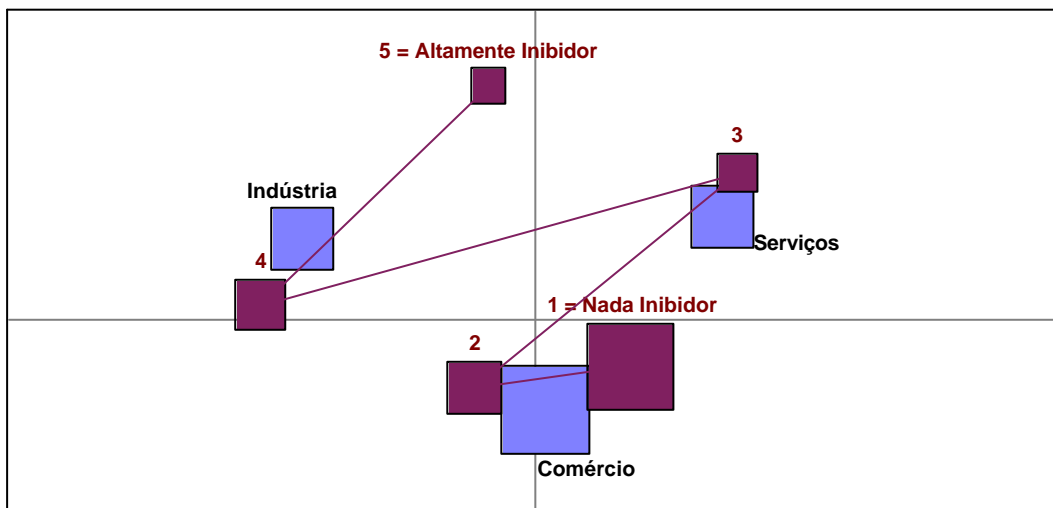 5 = Altamente Inibidor
3
Indústria
Serviços
4
1 = Nada Inibidor
2
Comércio